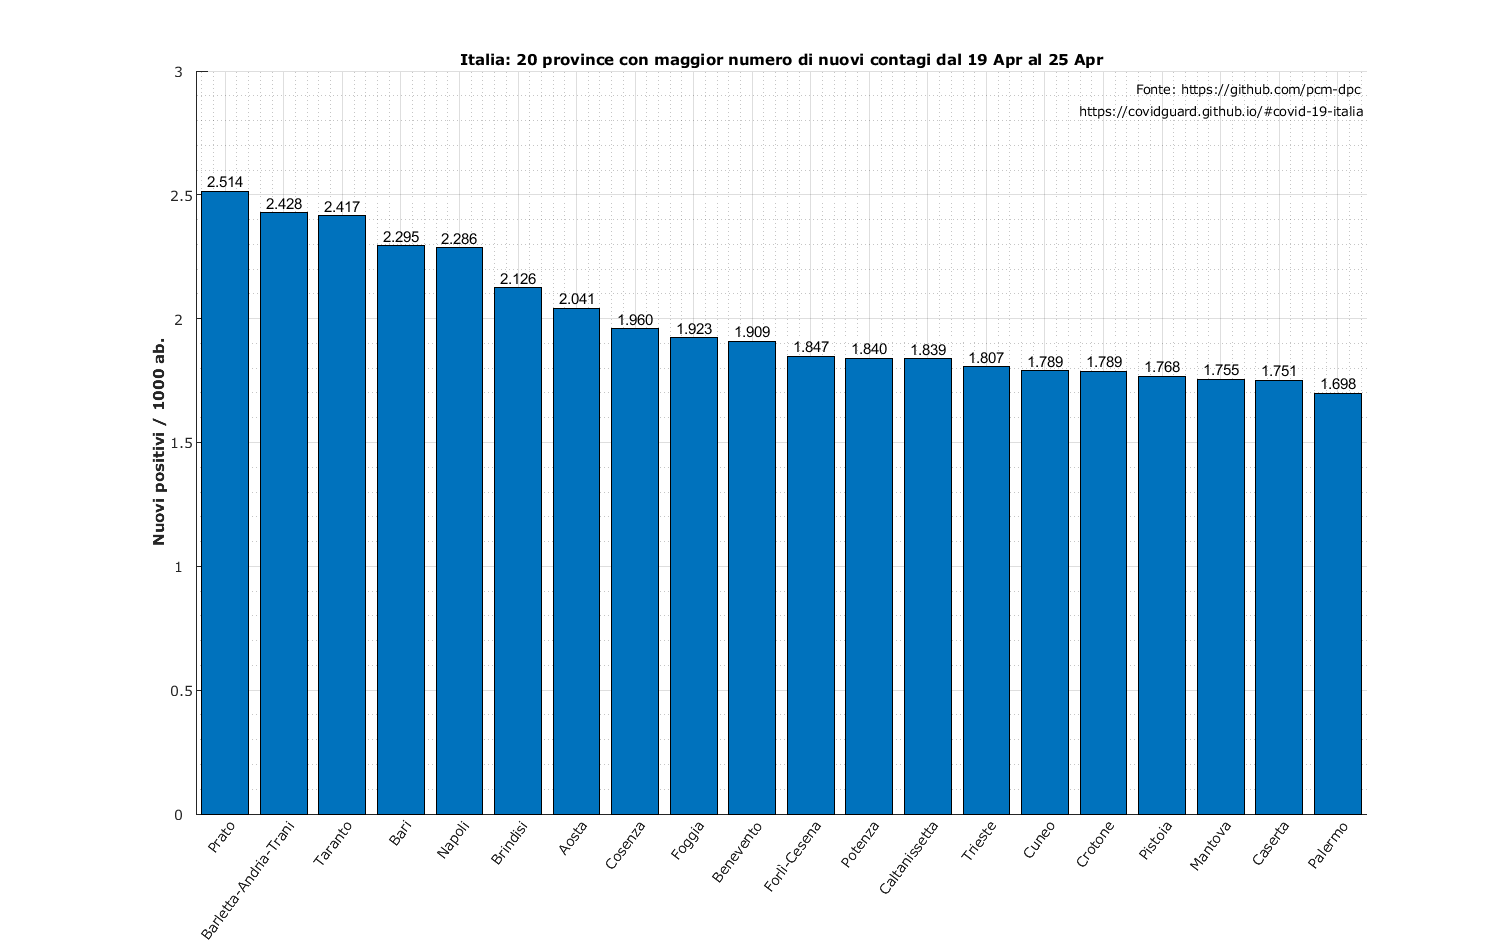 Italia: 20 province con maggior numero di nuovi contagi dal 19 Apr al 25 Apr
Fonte: https://github.com/pcm-dpc
https://covidguard.github.io/#covid-19-italia
Nuovi positivi / 1000 ab.
3
2.5
2
1.5
1
0.5
0
2.514
2.428
2.417
2.295
2.286
2.126
2.041
1.960
1.923
1.909
1.847
1.840
1.839
1.807
1.789
1.789
1.768
1.755
1.751
1.698
Prato
Barletta-Andria-Trani
Taranto
Bari
Napoli
Brindisi
Aosta
Cosenza
Foggia
Benevento
Forlì-Cesena
Potenza
Caltanissetta
Trieste
Cuneo
Crotone
Pistoia
Mantova
Caserta
Palermo